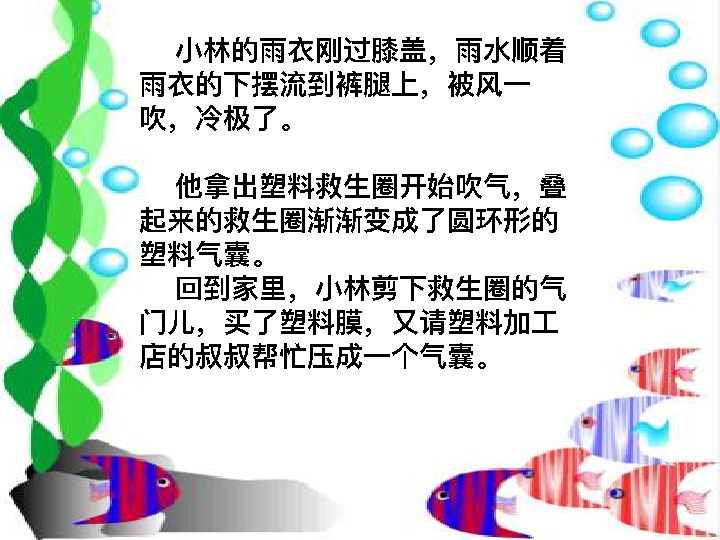 小林的雨衣刚过膝盖，雨水顺着
雨衣的下摆流到裤腿上，被风一
吹，冷极了。
他拿出塑料救生圈开始吹气，叠
起来的救生圈渐渐变成了圆环形的
塑料气囊。
回到家里，小林剪下救生圈的气
门儿，买了塑料膜，又请塑料加工
店的叔叔帮忙压成一个气囊。